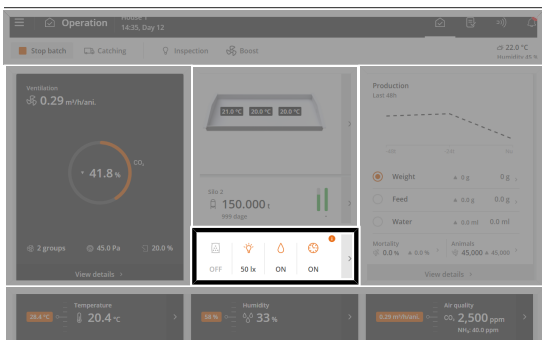 Operation
House 1
14:35, Day 12
Stop batch
Catching
Inspection
Boost
22.0 °C
Humidity 45 %
Ventilation
0.29 m³/h/ani.
41.8 %
CO₂
2 groups
45.0 Pa
20.0 %
View details
21.0 °C
20.0 °C
20.0 °C
Silo 2
150.000 t
999 dage
OFF
50 lx
ON
ON
Production
Last 48h
-48h
-24h
Weight
0 g
0 g
Feed
0.0 g
0.0 g
Water
0.0 ml
0.0 ml
Mortality
0.0 %
0.0 %
Animals
45,000
45,000
View details
Temperature
20.4 °C
Humidity
33 %
0.29 m³/h/ani.
Air quality
CO₂ 2,500 ppm
NH₃: 40.0 ppm